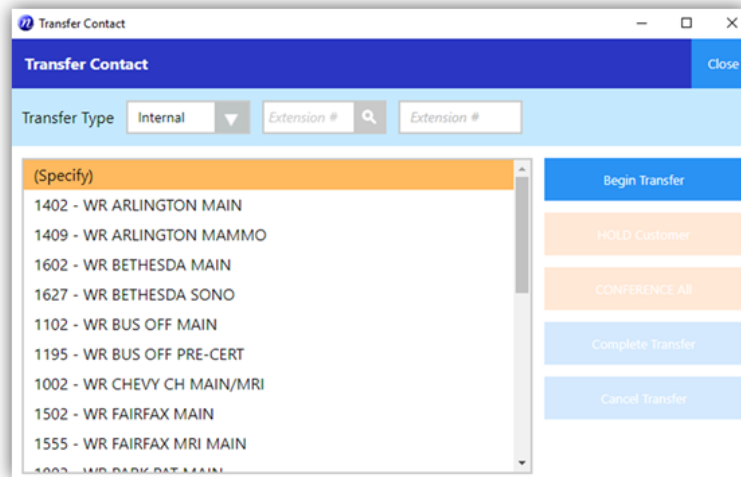 Transfer Contact
Transfer Contact
Close
Transfer Type Internal Extension # Extension #
(Specify)
1402 - WR ARLINGTON MAIN
1409 - WR ARLINGTON MAMMO
1602 - WR BETHESDA MAIN
1627 - WR BETHESDA SONO
1102 - WR BUS OFF MAIN
1195 - WR BUS OFF PRE-CERT
1002 - WR CHEVY CH MAIN/MRI
1502 - WR FAIRFAX MAIN
1555 - WR FAIRFAX MRI MAIN
Begin Transfer
HOLD Customer
CONFERENCE All
Complete Transfer
Cancel Transfer